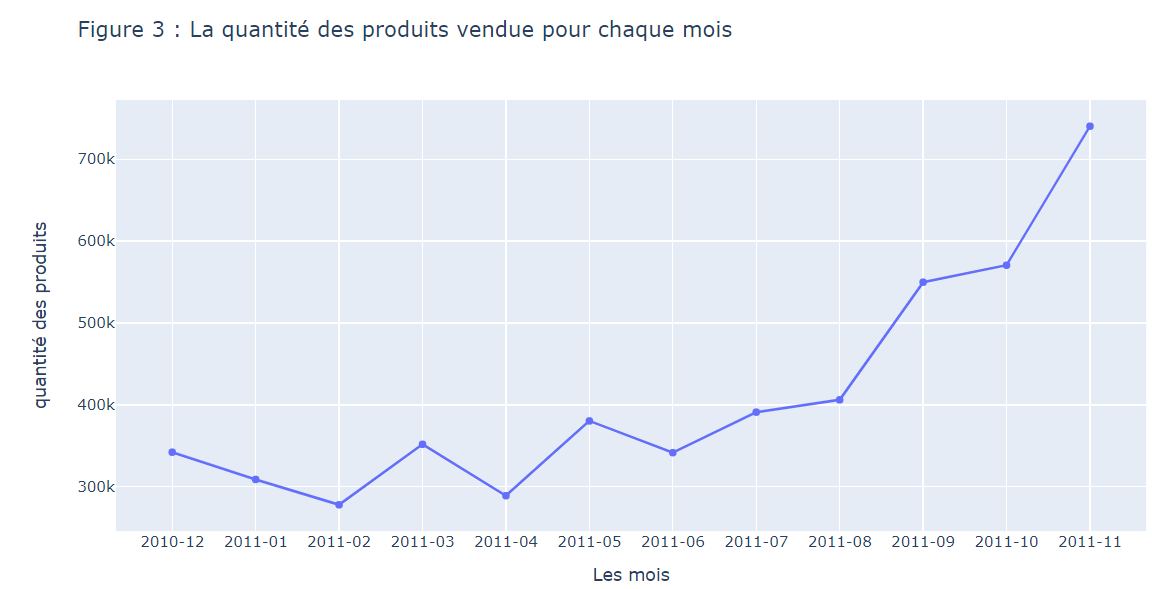 Figure 3 : La quantité des produits vendue pour chaque mois
quantité des produits
700k
600k
500k
400k
300k
2010-12 2011-01 2011-02 2011-03 2011-04 2011-05 2011-06 2011-07 2011-08 2011-09 2011-10 2011-11
Les mois